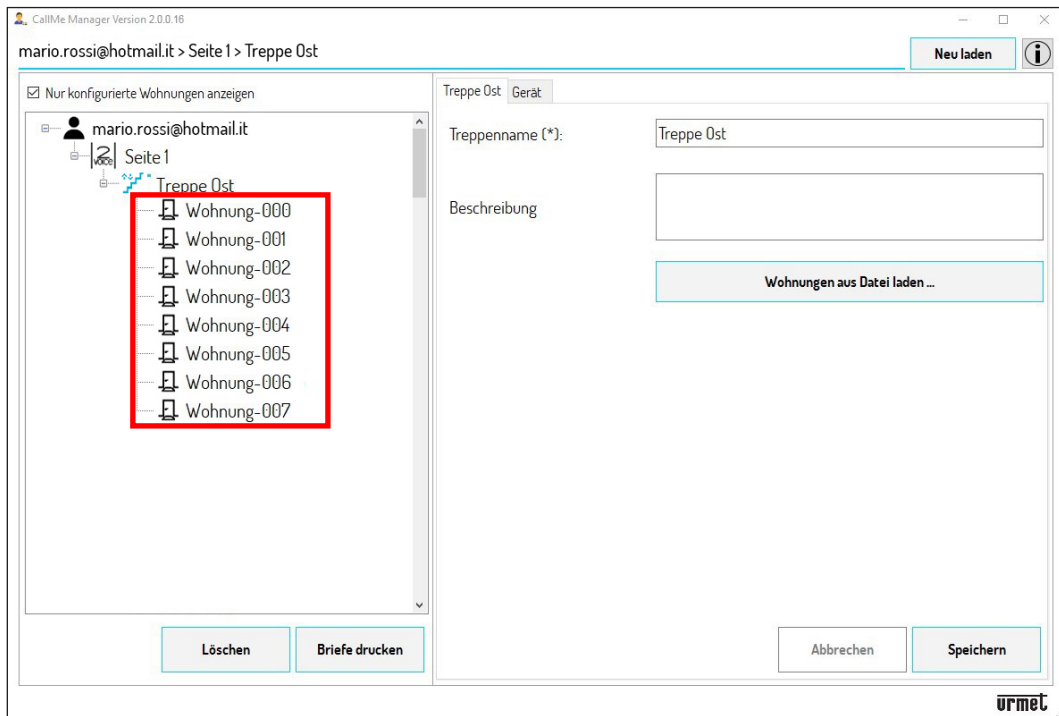 CallMe Manager Version 2.0.0.16
mario.rossi@hotmail.it > Seite 1 > Treppe Ost
Neu laden
i
Nur konfigurierte Wohnungen anzeigen
mario.rossi@hotmail.it
2 VOICE Seite 1
Treppe Ost
Wohnung-000
Wohnung-001
Wohnung-002
Wohnung-003
Wohnung-004
Wohnung-005
Wohnung-006
Wohnung-007
Löschen
Briefe drucken
Treppe Ost Gerät
Treppenname (*): Treppe Ost
Beschreibung
Wohnungen aus Datei laden ...
Abbrechen
Speichern
urmet